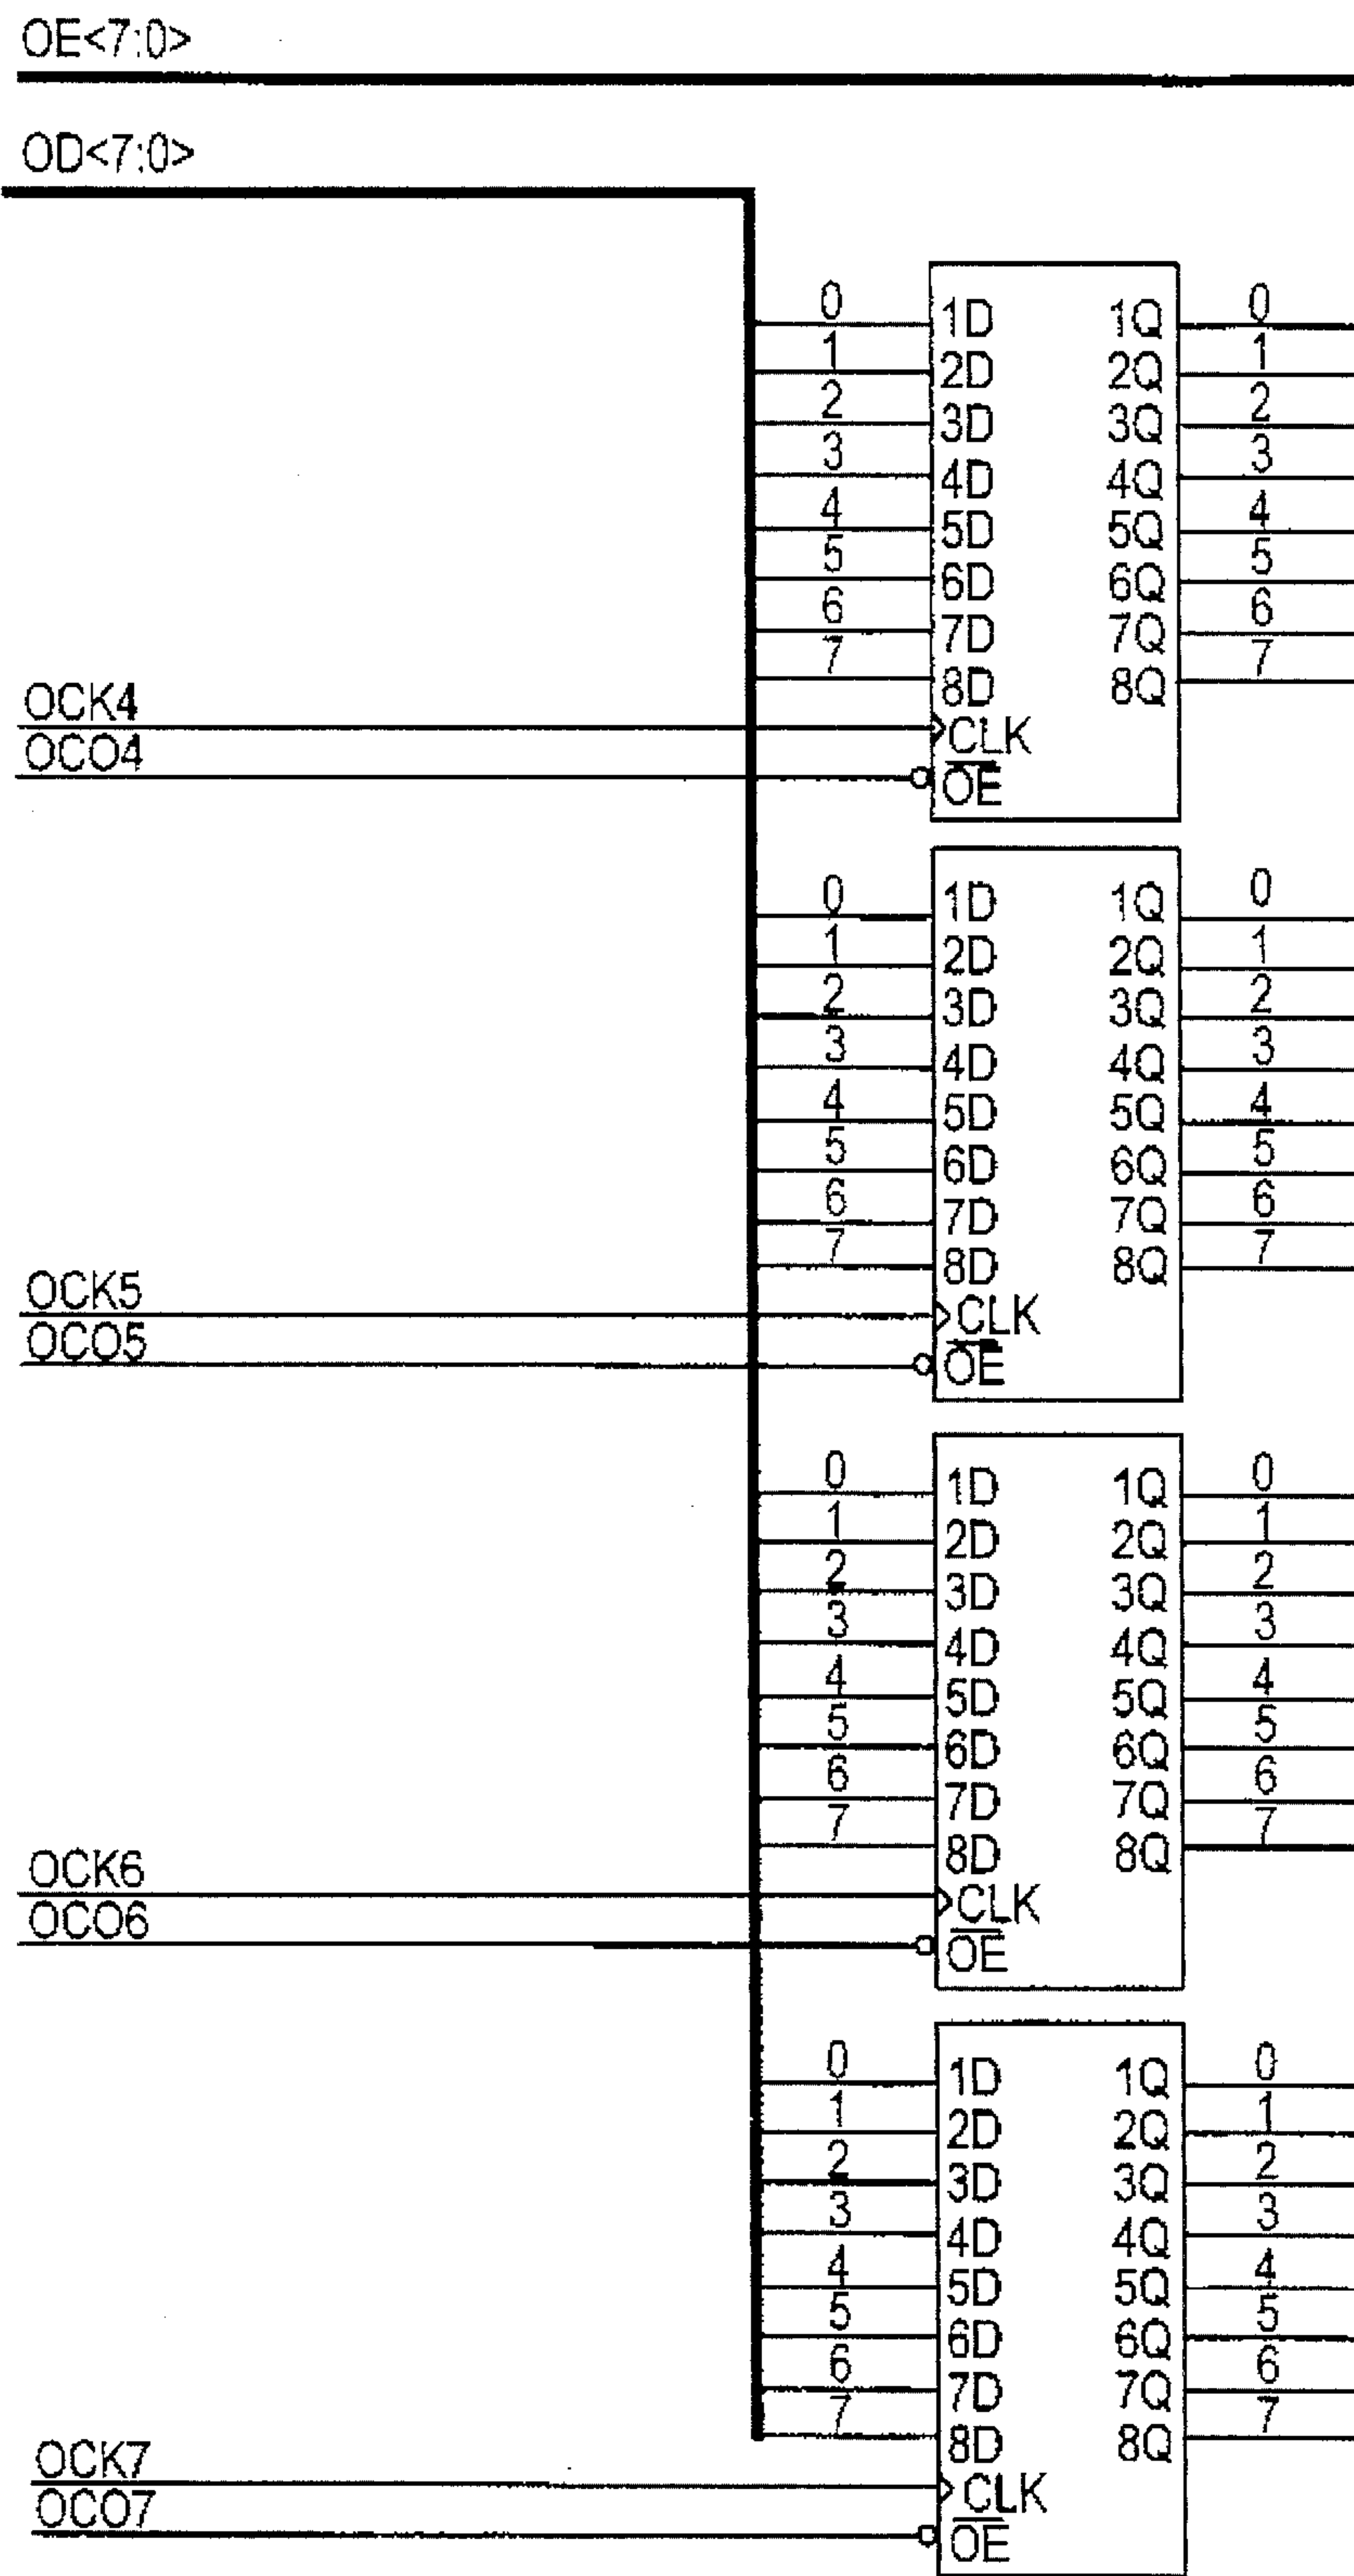 OE<7:0>
OD<7:0>
0 1D 1Q 0
1 2D 2Q 1
2 3D 3Q 2
3 4D 4Q 3
4 5D 5Q 4
5 6D 6Q 5
6 7D 7Q 6
7 8D 8Q 7
OCK4 CLK
OCO4 OE
0 1D 1Q 0
1 2D 2Q 1
2 3D 3Q 2
3 4D 4Q 3
4 5D 5Q 4
5 6D 6Q 5
6 7D 7Q 6
7 8D 8Q 7
OCK5 CLK
OCO5 OE
0 1D 1Q 0
1 2D 2Q 1
2 3D 3Q 2
3 4D 4Q 3
4 5D 5Q 4
5 6D 6Q 5
6 7D 7Q 6
7 8D 8Q 7
OCK6 CLK
OCO6 OE
0 1D 1Q 0
1 2D 2Q 1
2 3D 3Q 2
3 4D 4Q 3
4 5D 5Q 4
5 6D 6Q 5
6 7D 7Q 6
7 8D 8Q 7
OCK7 CLK
OCO7 OE